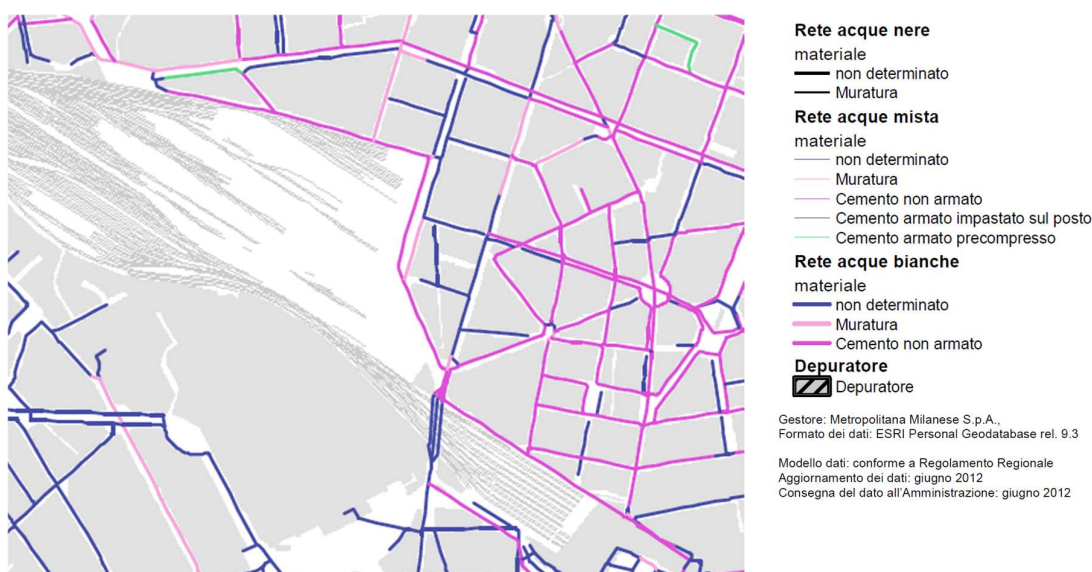 Rete acque nere
materiale
non determinato
Muratura
Rete acque mista
materiale
non determinato
Muratura
Cemento non armato
Cemento armato impastato sul posto
Cemento armato precompresso
Rete acque bianche
materiale
non determinato
Muratura
Cemento non armato
Depuratore
Depuratore
Gestore: Metropolitana Milanese S.p.A.,
Formato dei dati: ESRI Personal Geodatabase rel. 9.3
Modello dati: conforme a Regolamento Regionale
Aggiornamento dei dati: giugno 2012
Consegna del dato all'Amministrazione: giugno 2012